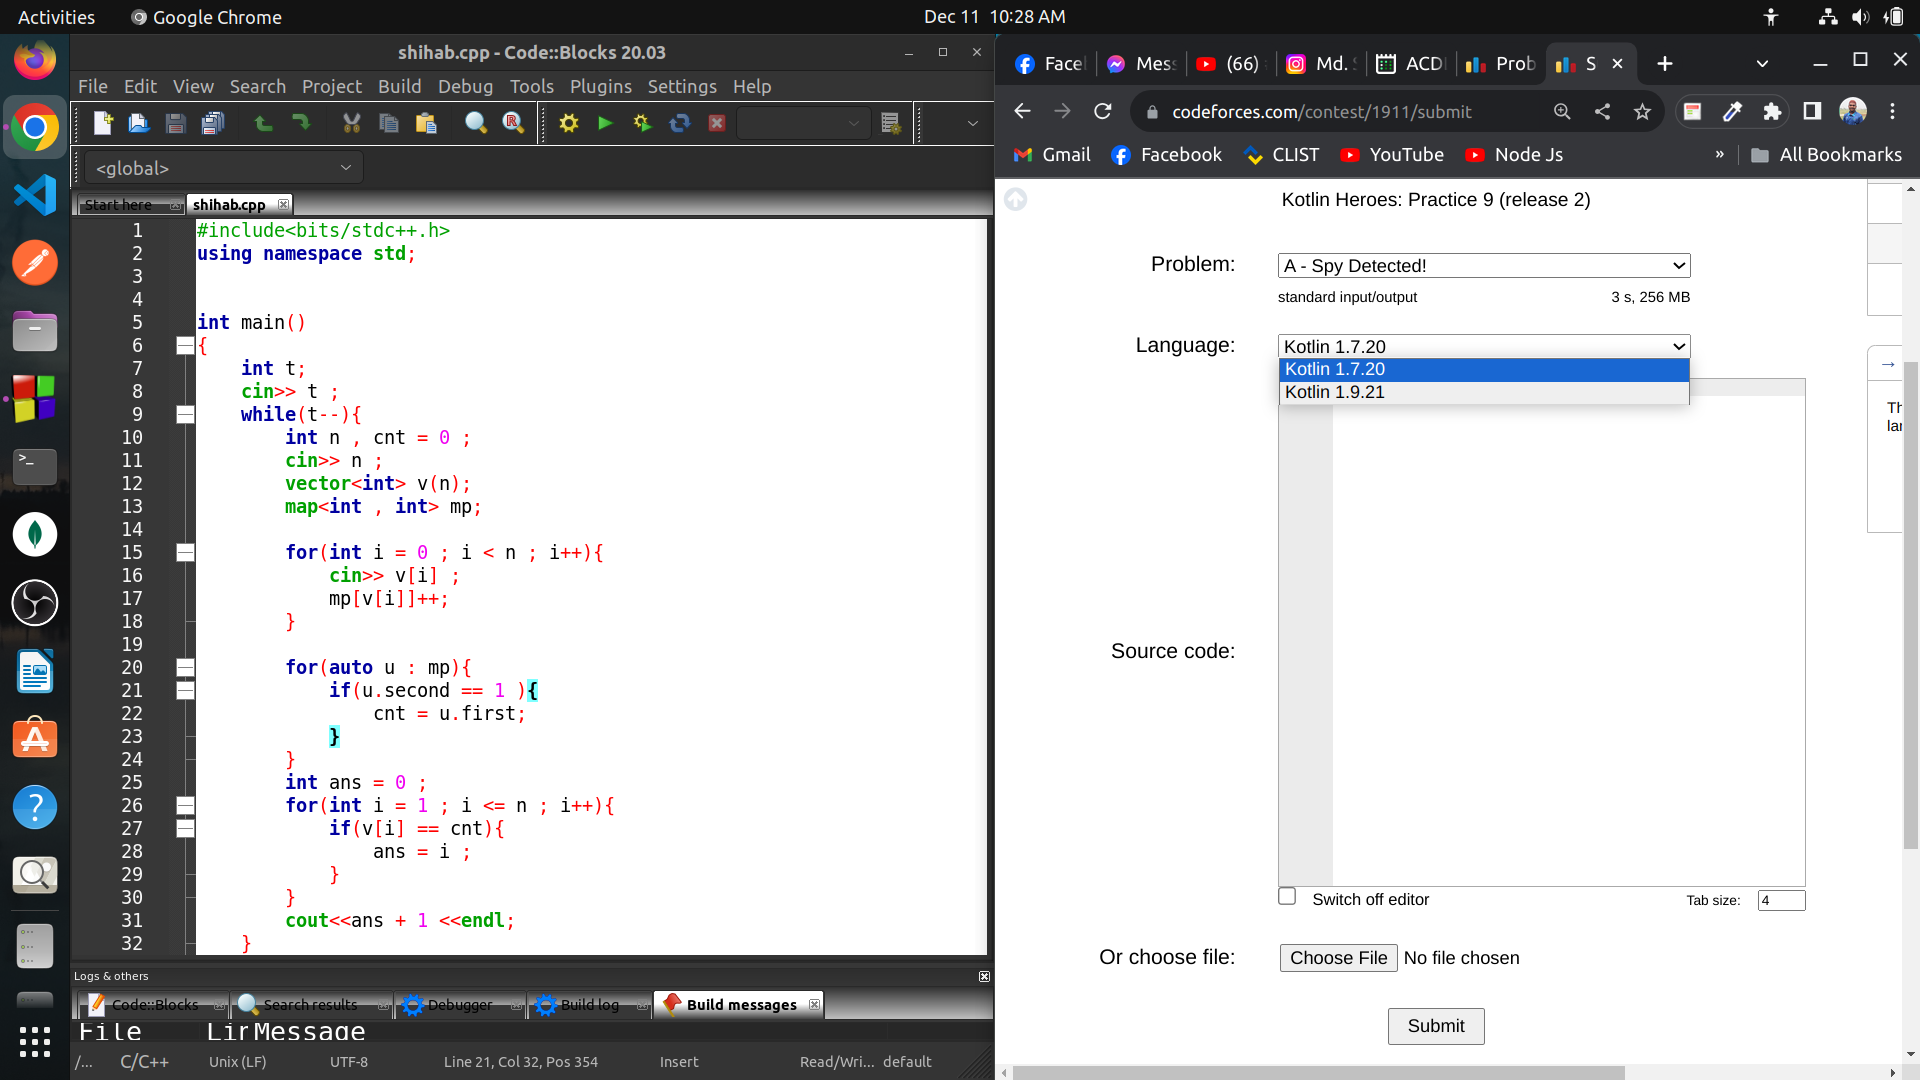 Activities
Google Chrome
Dec 11 10:28 AM
shihab.cpp - Code::Blocks 20.03
File Edit View Search Project Build Debug Tools Plugins Settings Help
<global>
Start here
shihab.cpp
1 #include<bits/stdc++.h>
2 using namespace std;
3
4
5 int main()
6 {
7 int t;
8 cin>> t ;
9 while(t--){
10 int n , cnt = 0 ;
11 cin>> n ;
12 vector<int> v(n);
13 map<int , int> mp;
14
15 for(int i = 0 ; i < n ; i++){
16 cin>> v[i] ;
17 mp[v[i]]++;
18 }
19
20 for(auto u : mp){
21 if(u.second == 1 ){
22 cnt = u.first;
23 }
24 }
25 int ans = 0 ;
26 for(int i = 1 ; i <= n ; i++){
27 if(v[i] == cnt){
28 ans = i ;
29 }
30 }
31 cout<<ans + 1 <<endl;
32 }
Logs & others
Code::Blocks
Search results
Debugger
Build log
Build messages
File Lir Message
/... C/C++ Unix (LF) UTF-8 Line 21, Col 32, Pos 354 Insert Read/Wri... default
Facel Mess (66) Md. ACDI Prob S
codeforces.com/contest/1911/submit
Gmail Facebook CLIST YouTube Node Js » All Bookmarks
Kotlin Heroes: Practice 9 (release 2)
Problem: A - Spy Detected!
standard input/output 3 s, 256 MB
Language: Kotlin 1.7.20
Kotlin 1.7.20
Kotlin 1.9.21
→
Th
lar
Source code:
Switch off editor
Tab size: 4
Or choose file: Choose File No file chosen
Submit